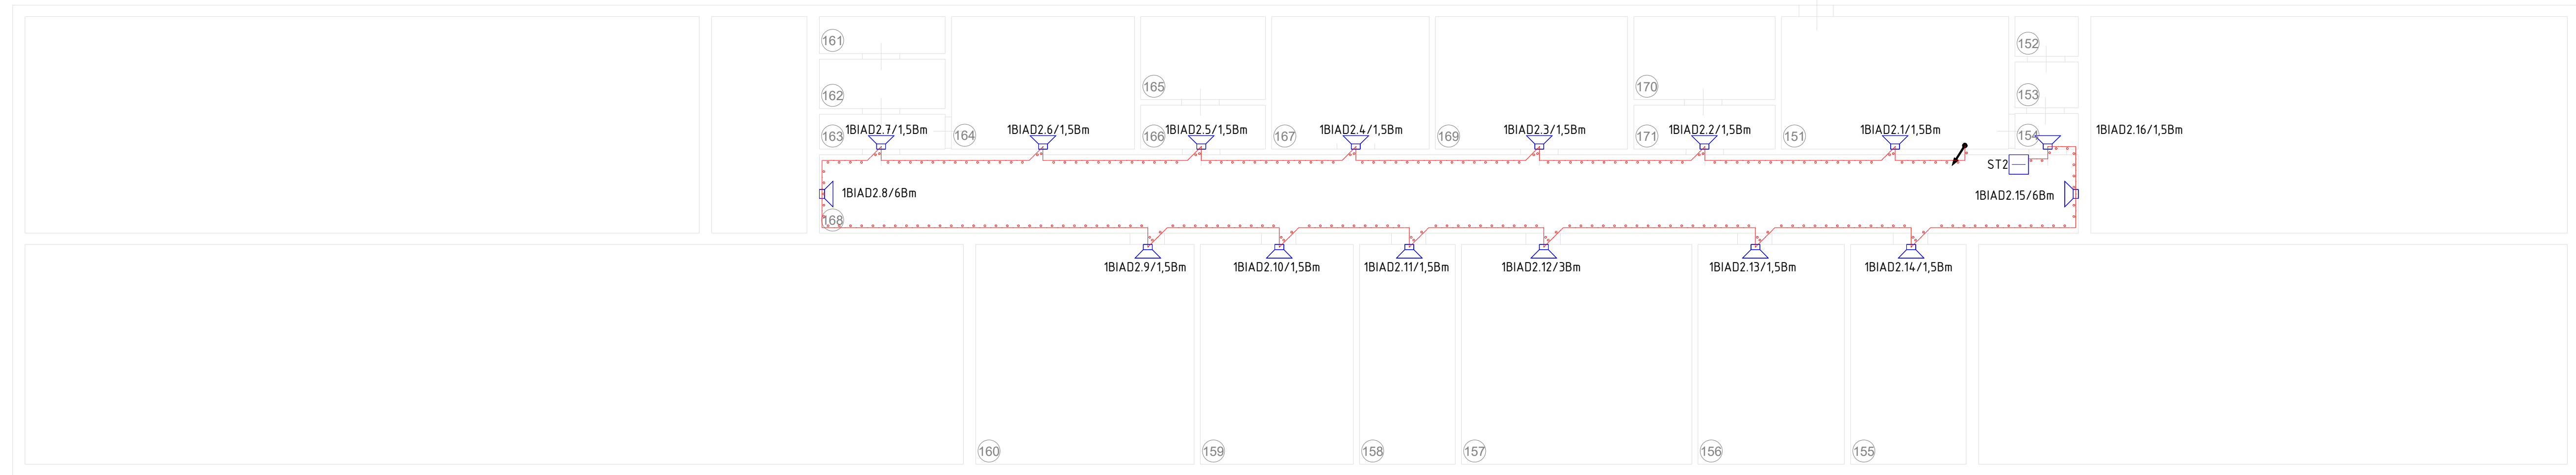 161
152
165
170
162
153
1BIAD2.7/1,5Bm
1BIAD2.6/1,5Bm
1BIAD2.5/1,5Bm
1BIAD2.4/1,5Bm
1BIAD2.3/1,5Bm
1BIAD2.2/1,5Bm
1BIAD2.1/1,5Bm
1BIAD2.16/1,5Bm
163
164
166
167
169
171
151
154
ST2
1BIAD2.8/6Bm
1BIAD2.15/6Bm
168
1BIAD2.9/1,5Bm
1BIAD2.10/1,5Bm
1BIAD2.11/1,5Bm
1BIAD2.12/3Bm
1BIAD2.13/1,5Bm
1BIAD2.14/1,5Bm
160
159
158
157
156
155